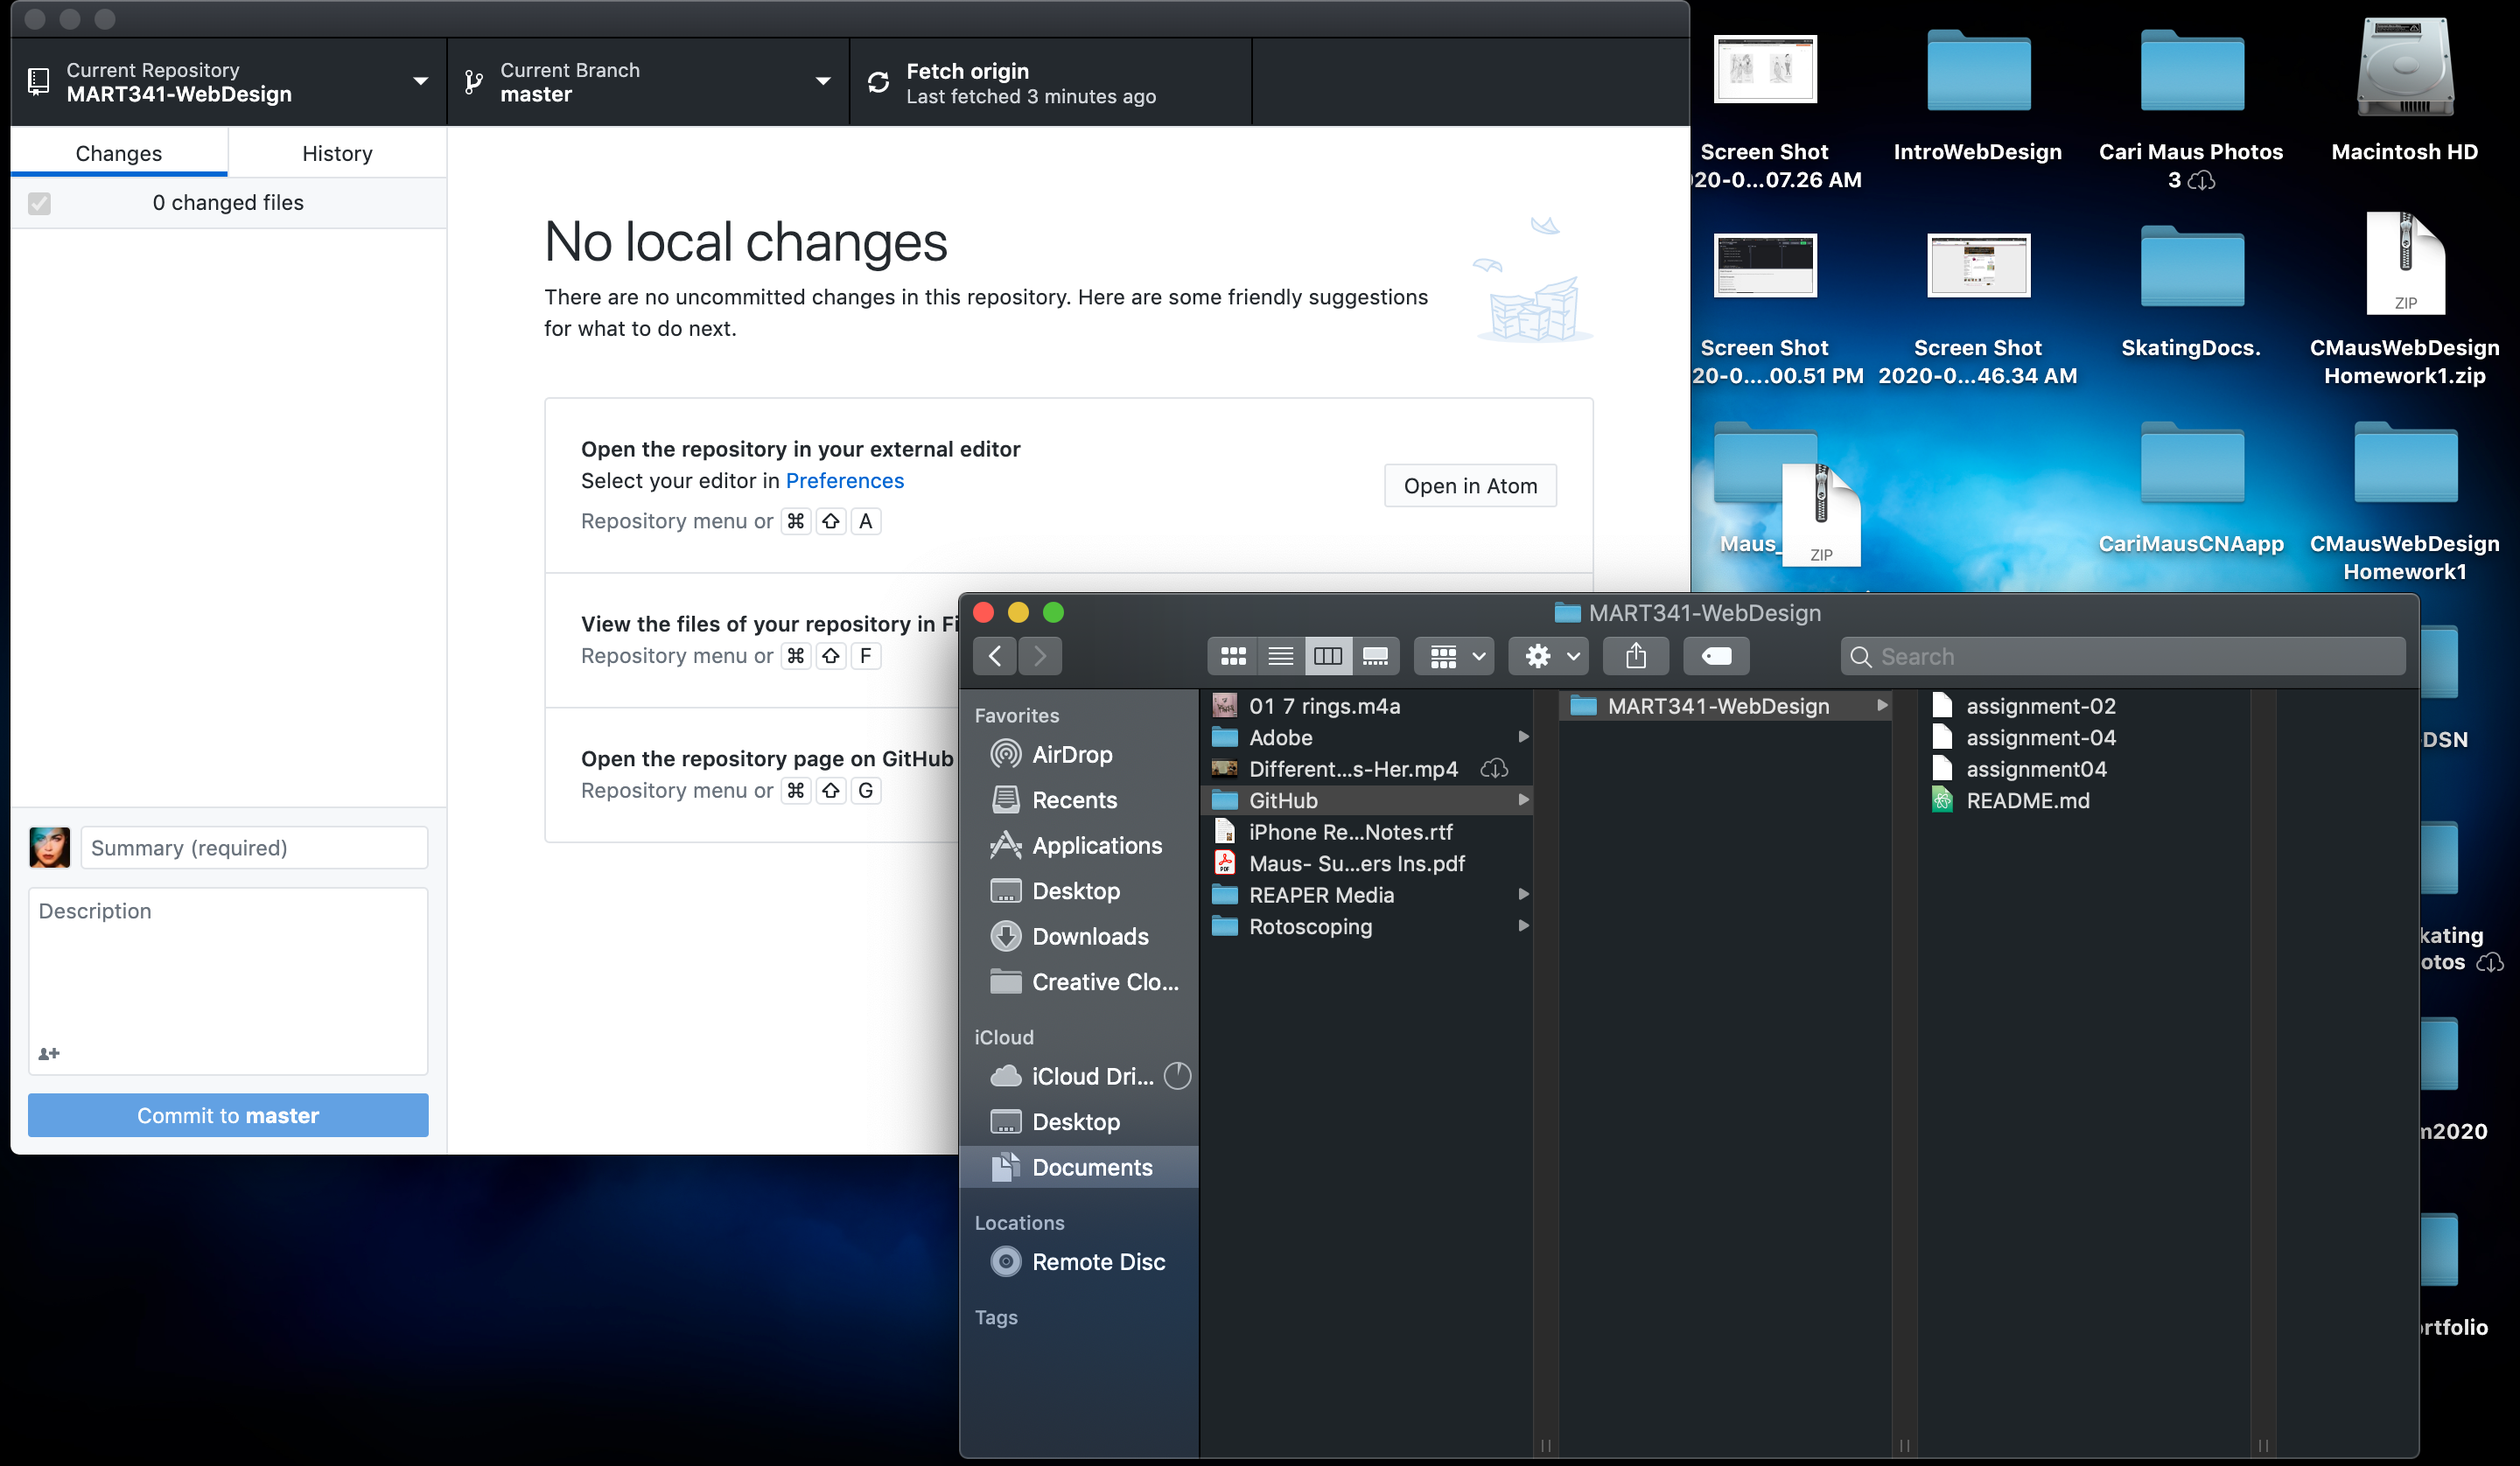 Current Repository
MART341-WebDesign
Current Branch
master
Fetch origin
Last fetched 3 minutes ago
Changes
History
0 changed files
No local changes
There are no uncommitted changes in this repository. Here are some friendly suggestions
for what to do next.
Open the repository in your external editor
Select your editor in Preferences
Repository menu or ⌘ ⇧ A
Open in Atom
View the files of your repository in Fi
Repository menu or ⌘ ⇧ F
Open the repository page on GitHub
Repository menu or ⌘ ⇧ G
Summary (required)
Description
Commit to master
Screen Shot
20-0...07.26 AM
IntroWebDesign
Cari Maus Photos
3
Macintosh HD
Screen Shot
20-0....00.51 PM
Screen Shot
2020-0...46.34 AM
SkatingDocs.
ZIP
CMausWebDesign
Homework1.zip
Maus_
ZIP
CariMausCNAapp
CMausWebDesign
Homework1
-DSN
kating
otos
m2020
ortfolio
MART341-WebDesign
Search
Favorites
AirDrop
Recents
Applications
Desktop
Downloads
Creative Clo...
iCloud
iCloud Dri...
Desktop
Documents
Locations
Remote Disc
Tags
01 7 rings.m4a
Adobe
Different...s-Her.mp4
GitHub
iPhone Re...Notes.rtf
Maus- Su...ers Ins.pdf
REAPER Media
Rotoscoping
MART341-WebDesign
assignment-02
assignment-04
assignment04
README.md